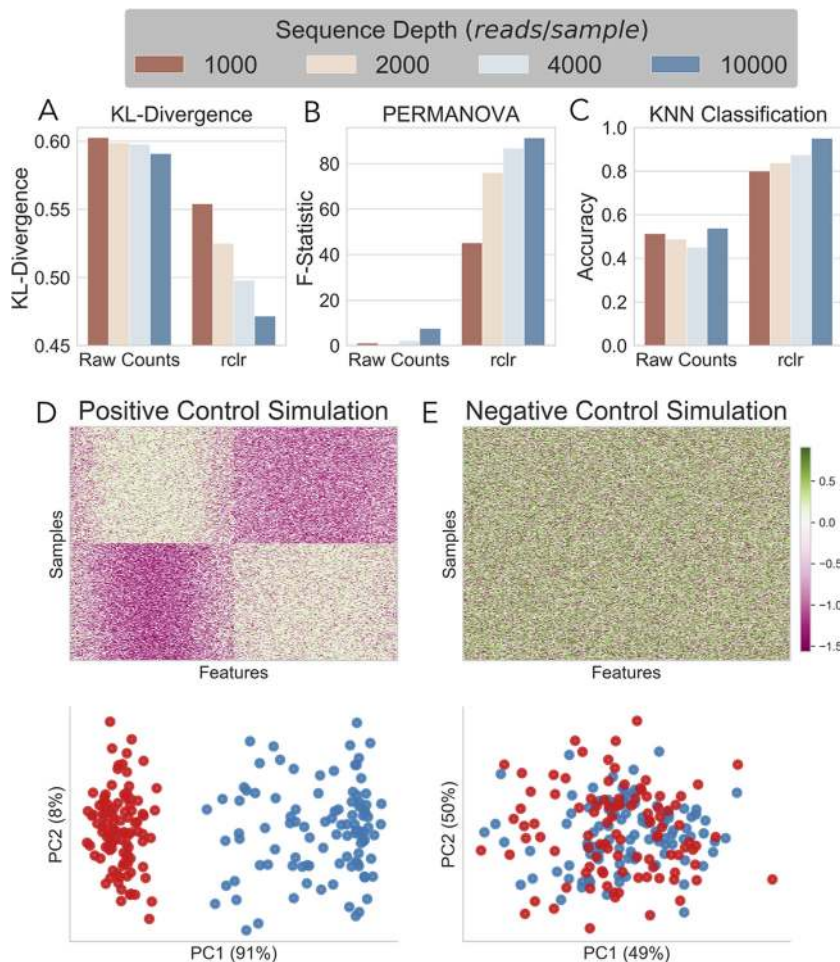 Sequence Depth (reads/sample)
1000 2000 4000 10000
A KL-Divergence
B PERMANOVA
C KNN Classification
KL-Divergence
0.60
0.55
0.50
0.45
Raw Counts rclr
F-Statistic
80
60
40
20
0
Raw Counts rclr
Accuracy
1.0
0.8
0.6
0.4
0.2
0.0
Raw Counts rclr
D Positive Control Simulation
Samples
Features
E Negative Control Simulation
Samples
Features
0.5
0.0
−0.5
−1.0
−1.5
PC2 (8%)
PC1 (91%)
PC2 (50%)
PC1 (49%)